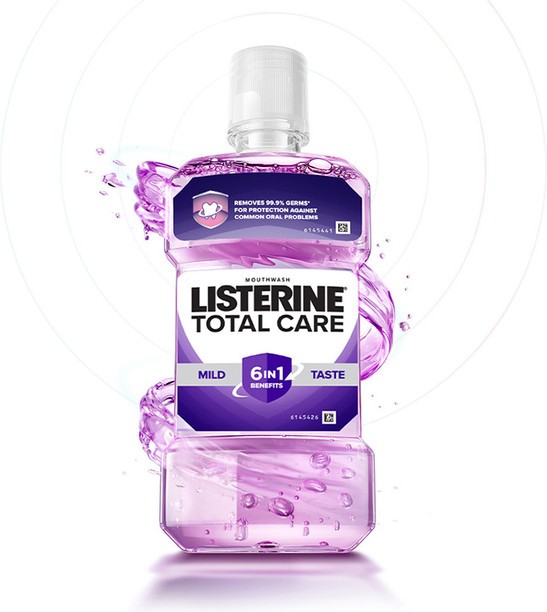 REMOVES 99.9% GERMS*
FOR PROTECTION AGAINST
COMMON ORAL PROBLEMS
6145441
MOUTHWASH
LISTERINE®
TOTAL CARE
MILD 6 IN 1 TASTE
BENEFITS
6145426